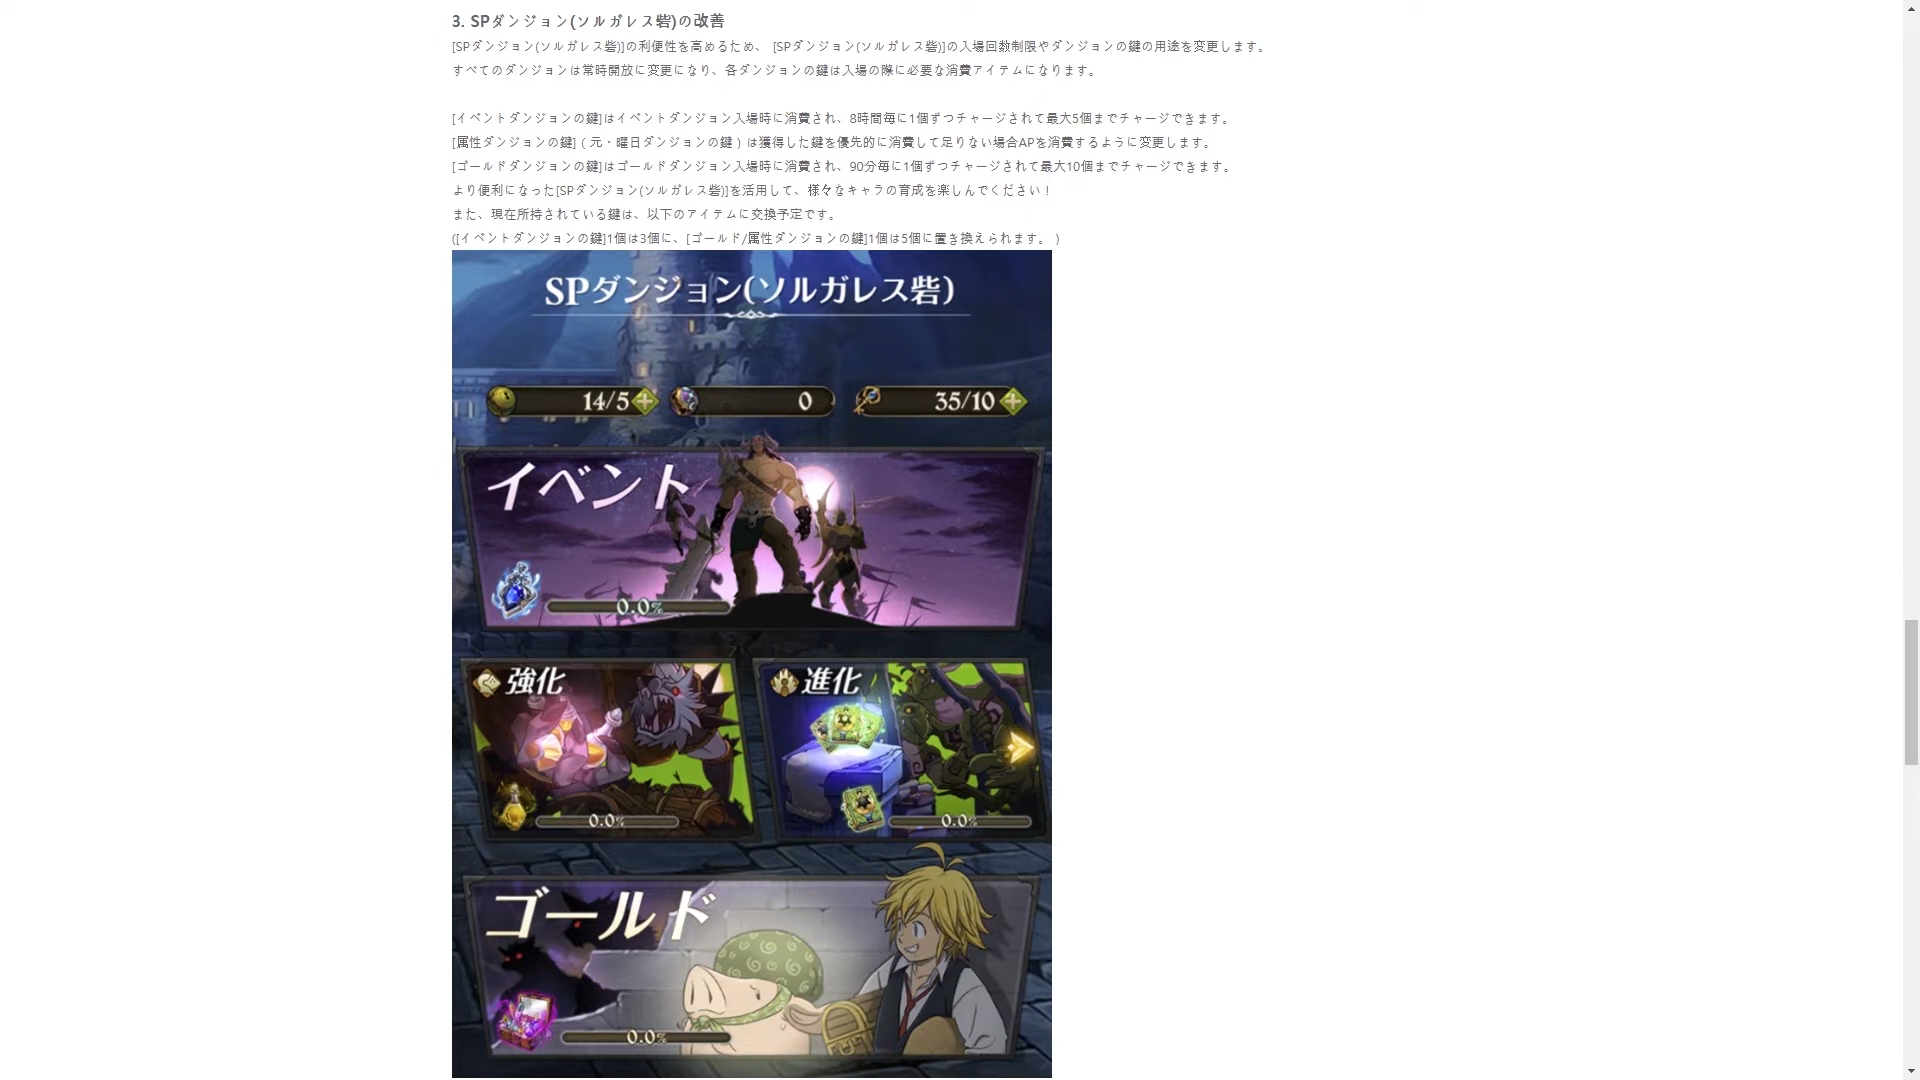 3. SPダンジョン(ソルガレス砦)の改善
[SPダンジョン(ソルガレス砦)]の利便性を高めるため、 [SPダンジョン(ソルガレス砦)]の入場回数制限やダンジョンの鍵の用途を変更します。
すべてのダンジョンは常時開放に変更になり、各ダンジョンの鍵は入場の際に必要な消費アイテムになります。
[イベントダンジョンの鍵]はイベントダンジョン入場時に消費され、8時間毎に1個ずつチャージされて最大5個までチャージできます。
[属性ダンジョンの鍵] ( 元・曜日ダンジョンの鍵 ) は獲得した鍵を優先的に消費して足りない場合APを消費するように変更します。
[ゴールドダンジョンの鍵]はゴールドダンジョン入場時に消費され、90分毎に1個ずつチャージされて最大10個までチャージできます。
より便利になった[SPダンジョン(ソルガレス砦)]を活用して、様々なキャラの育成を楽しんでください！
また、現在所持されている鍵は、以下のアイテムに交換予定です。
([イベントダンジョンの鍵]1個は3個に、[ゴールド/属性ダンジョンの鍵]1個は5個に置き換えられます。 )
SPダンジョン(ソルガレス砦)
14/5 0 35/10
イベント
0.0%
強化 進化
0.0% 0.0%
ゴールド
0.0%